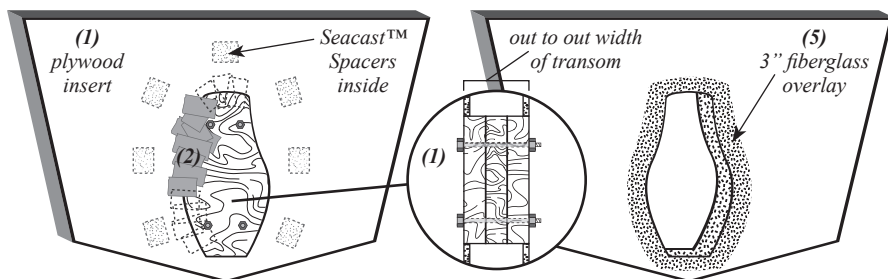 (1)
plywood
insert
Seacast™
Spacers
inside
(2)
out to out width
of transom
(1)
(5)
3” fiberglass
overlay